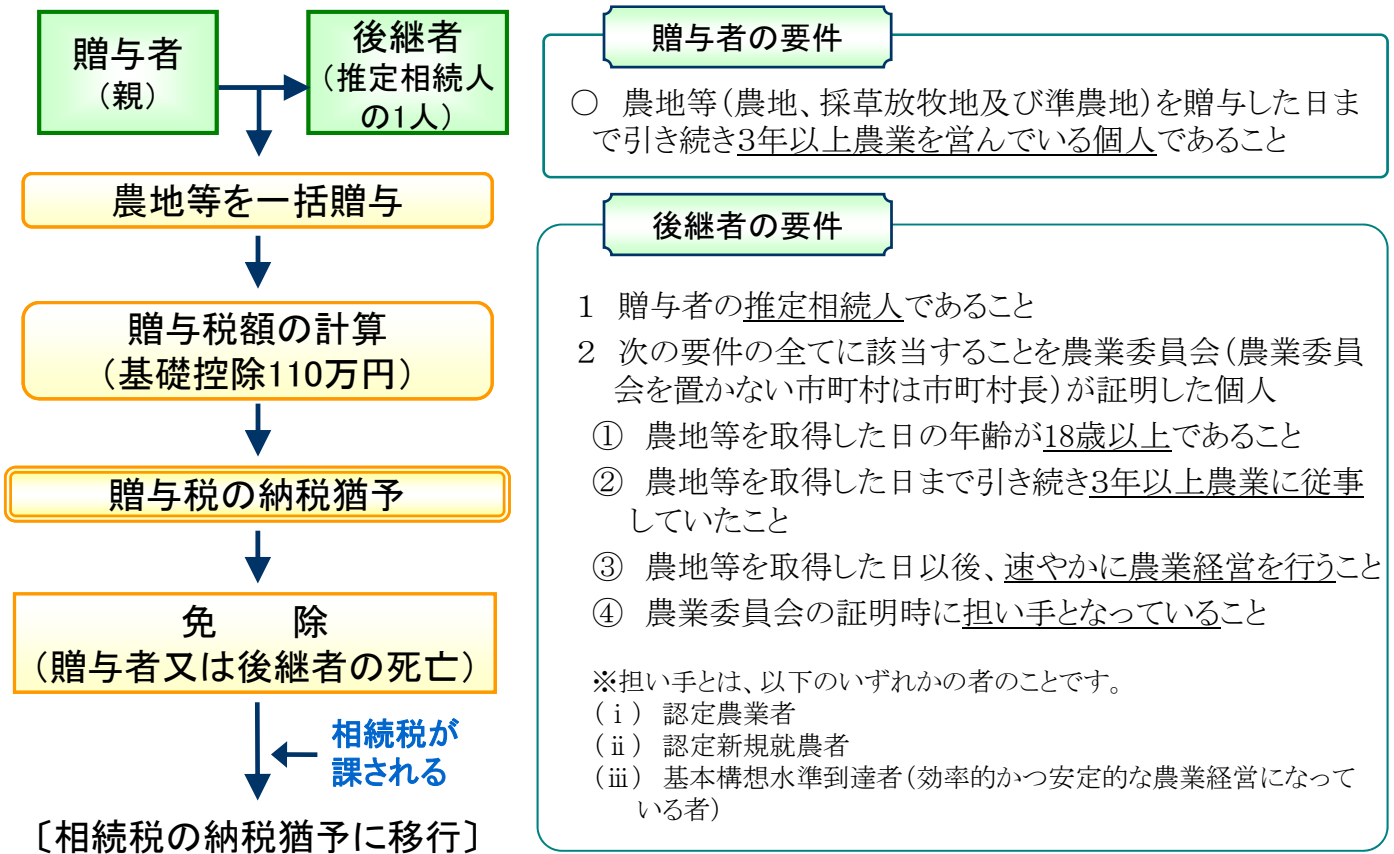 贈与者
(親)
後継者
(推定相続人
の1人)
農地等を一括贈与
贈与税額の計算
(基礎控除110万円)
贈与税の納税猶予
免　除
(贈与者又は後継者の死亡)
相続税が
課される
〔相続税の納税猶予に移行〕
贈与者の要件
○ 農地等(農地、採草放牧地及び準農地)を贈与した日ま
で引き続き3年以上農業を営んでいる個人であること
後継者の要件
1 贈与者の推定相続人であること
2 次の要件の全てに該当することを農業委員会(農業委員
会を置かない市町村は市町村長)が証明した個人
① 農地等を取得した日の年齢が18歳以上であること
② 農地等を取得した日まで引き続き3年以上農業に従事
していたこと
③ 農地等を取得した日以後、速やかに農業経営を行うこと
④ 農業委員会の証明時に担い手となっていること
※担い手とは、以下のいずれかの者のことです。
(ⅰ) 認定農業者
(ⅱ) 認定新規就農者
(ⅲ) 基本構想水準到達者(効率的かつ安定的な農業経営になって
いる者)